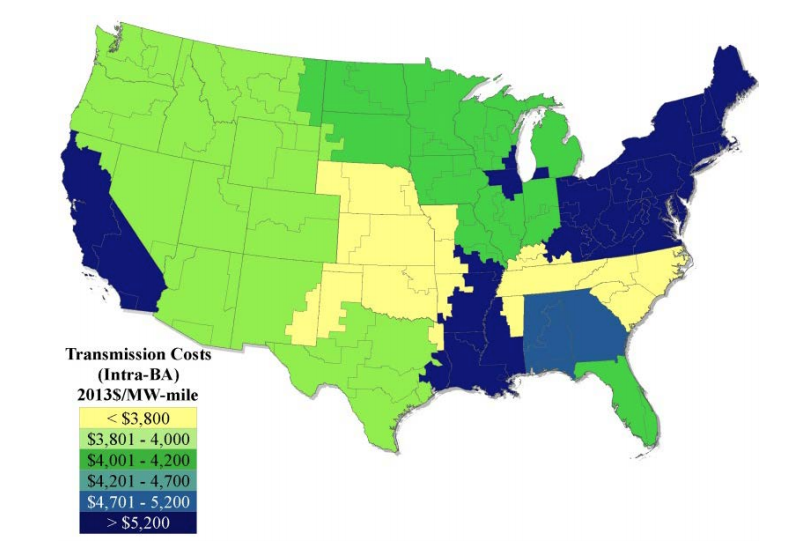 Transmission Costs
(Intra-BA)
2013$/MW-mile
< $3,800
$3,801 - 4,000
$4,001 - 4,200
$4,201 - 4,700
$4,701 - 5,200
> $5,200